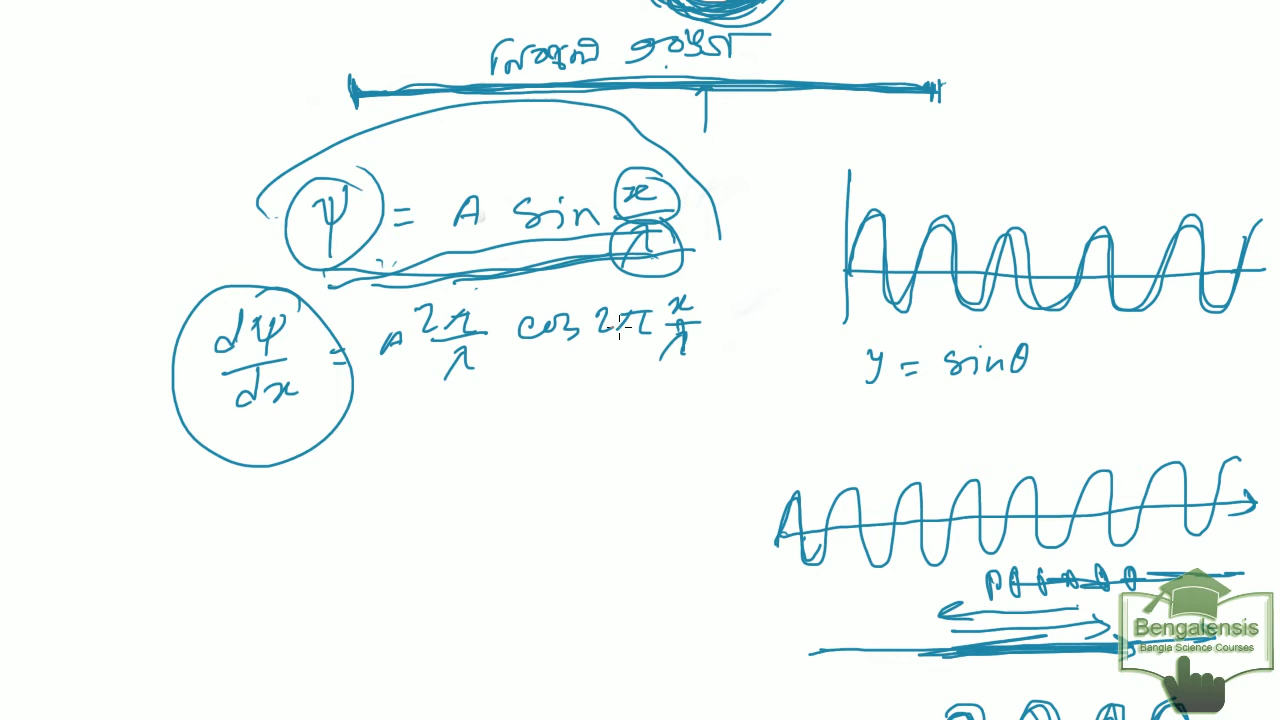 ψ = A sin x/λ
dψ/dx = A 2π/λ cos 2π x/λ
y = sinθ
Bengalensis
Bangla Science Courses